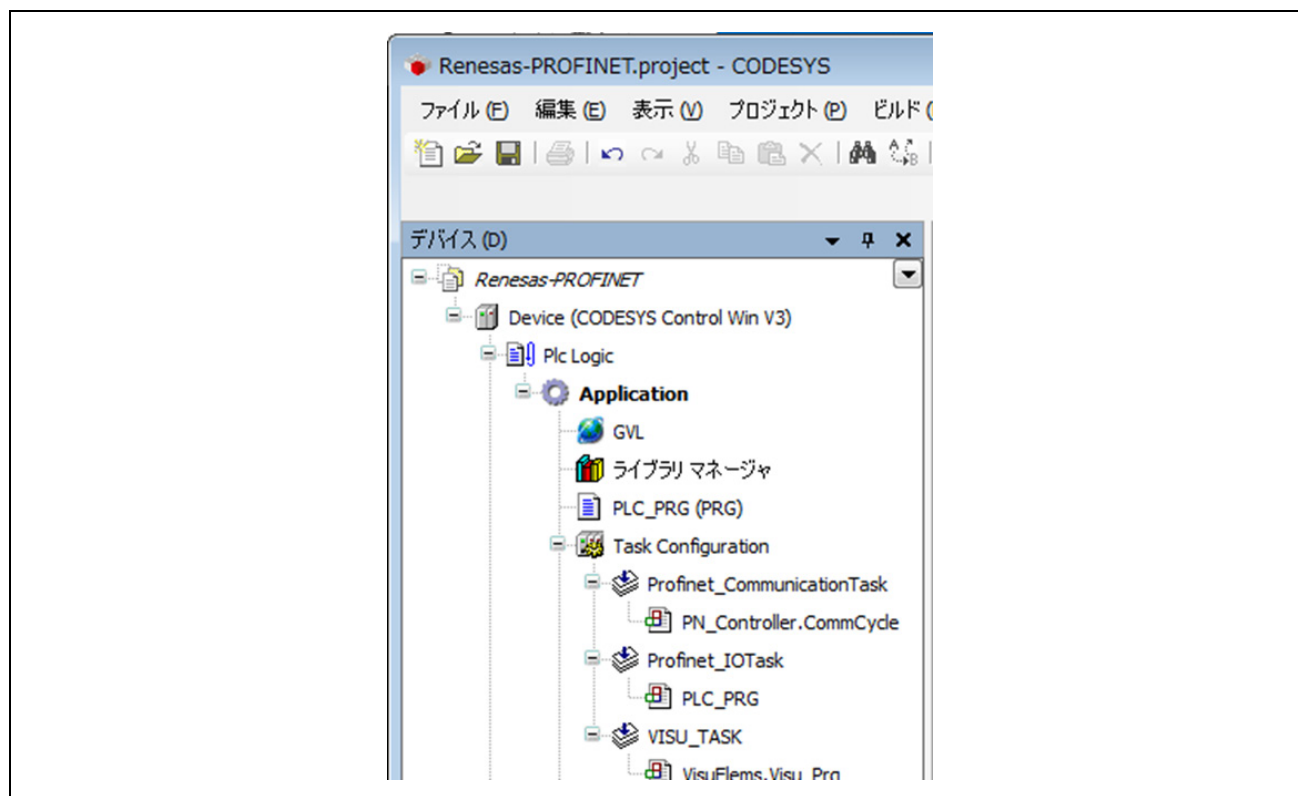 Renesas-PROFINET.project - CODESYS
ファイル(F) 編集(E) 表示(V) プロジェクト(P) ビルド(
デバイス(D)
Renesas-PROFINET
Device (CODESYS Control Win V3)
Plc Logic
Application
GVL
ライブラリ マネージャ
PLC_PRG (PRG)
Task Configuration
Profinet_CommunicationTask
PN_Controller.CommCycle
Profinet_IOTask
PLC_PRG
VISU_TASK
VisuElems.Visu_Prg